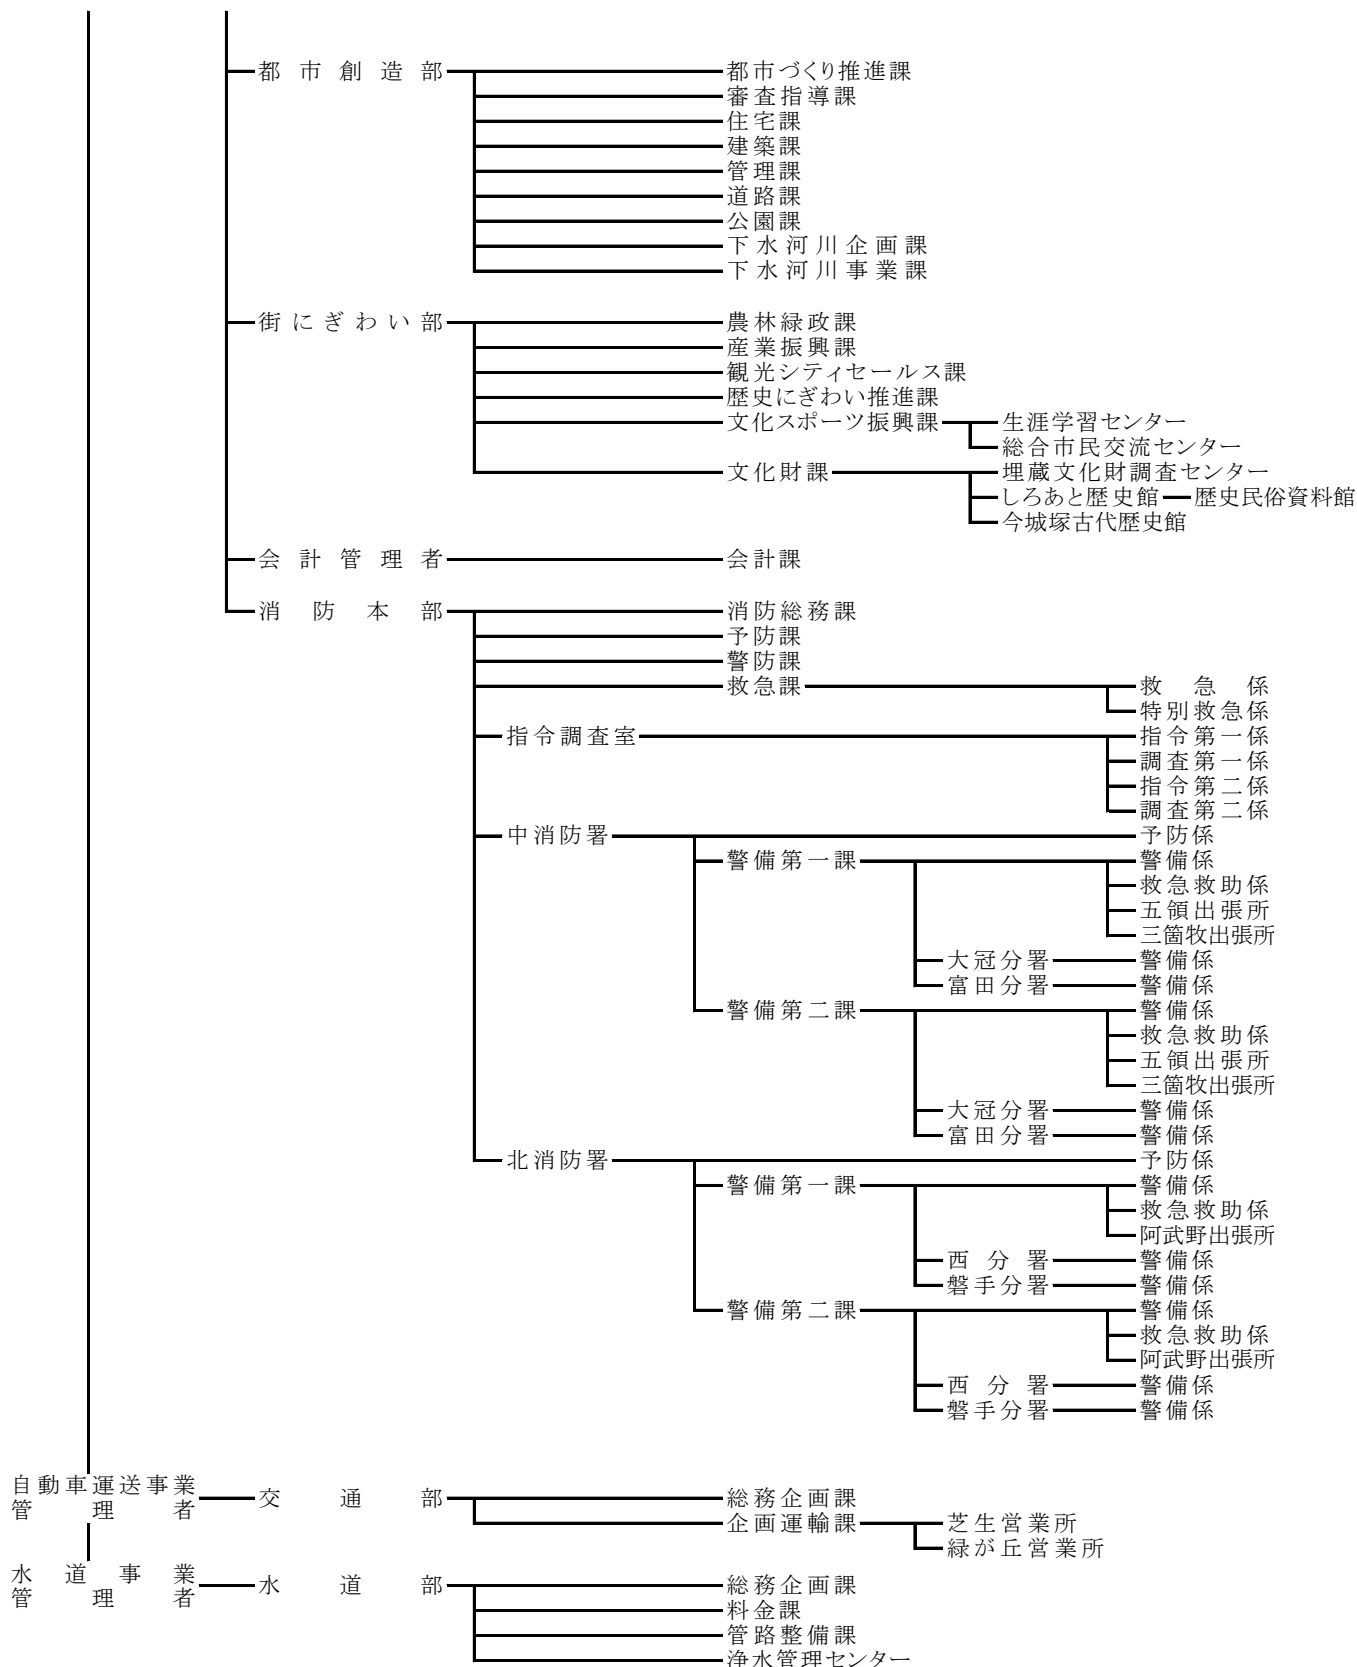 都市創造部 都市づくり推進課
審査指導課
住宅課
建築課
管理課
道路課
公園課
下水河川企画課
下水河川事業課
街にぎわい部 農林緑政課
産業振興課
観光シティセールス課
歴史にぎわい推進課
文化スポーツ振興課 生涯学習センター
総合市民交流センター
文化財課 埋蔵文化財調査センター
しろあと歴史館 歴史民俗資料館
今城塚古代歴史館
会計管理者 会計課
消防本部 消防総務課
予防課
警防課
救急課 救急係
特別救急係
指令調査室 指令第一係
調査第一係
指令第二係
調査第二係
中消防署 予防係
警備第一課 警備係
救急救助係
五領出張所
三箇牧出張所
大冠分署 警備係
富田分署 警備係
警備第二課 警備係
救急救助係
五領出張所
三箇牧出張所
大冠分署 警備係
富田分署 警備係
北消防署 予防係
警備第一課 警備係
救急救助係
阿武野出張所
西分署 警備係
磐手分署 警備係
警備第二課 警備係
救急救助係
阿武野出張所
西分署 警備係
磐手分署 警備係
自動車運送事業
管理者 交通部 総務企画課
企画運輸課 芝生営業所
緑が丘営業所
水道事業
管理者 水道部 総務企画課
料金課
管路整備課
浄水管理センター